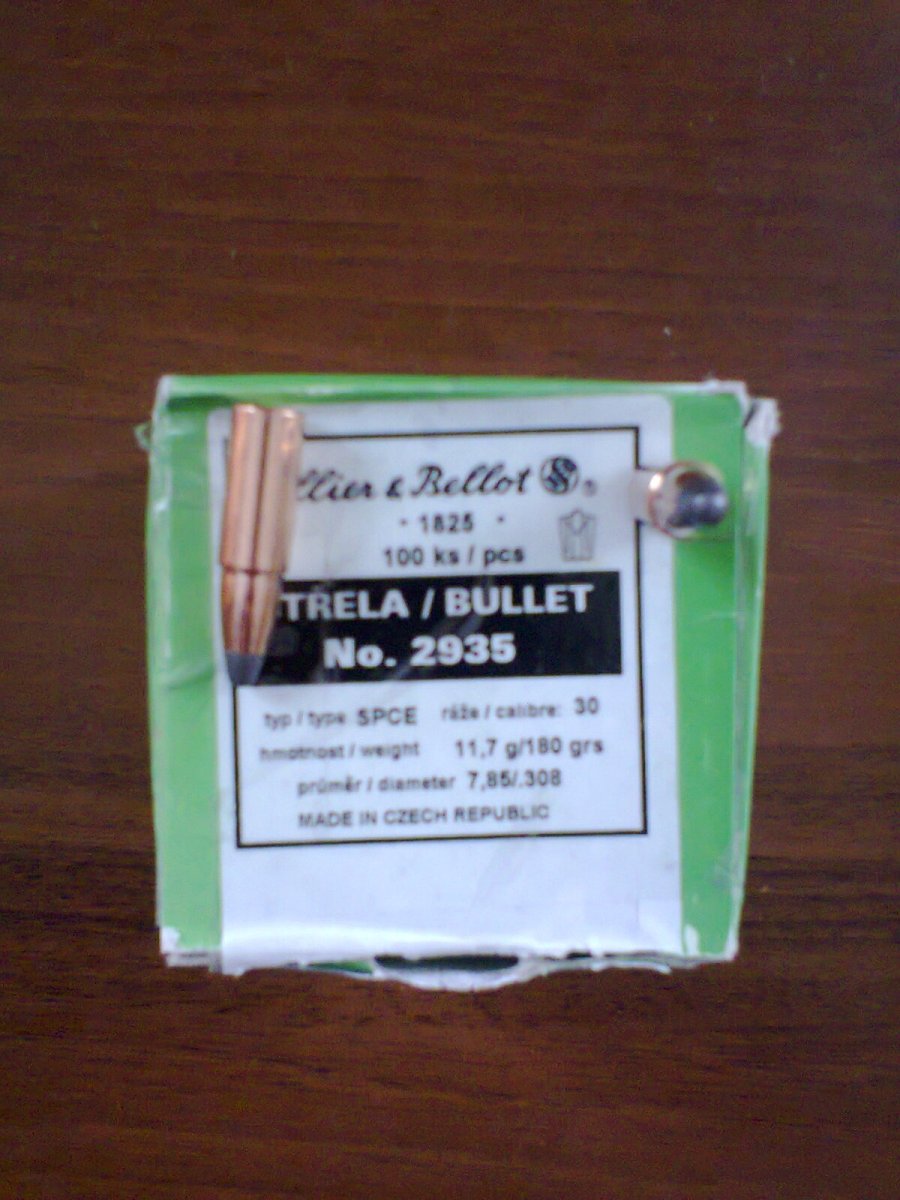 llier & Bellot ®
• 1825 •
100 ks / pcs
TŘELA / BULLET
No. 2935
typ / type SPCE ráže / calibre: 30
hmotnost / weight 11,7 g/180 grs
průměr / diameter 7,85/.308
MADE IN CZECH REPUBLIC